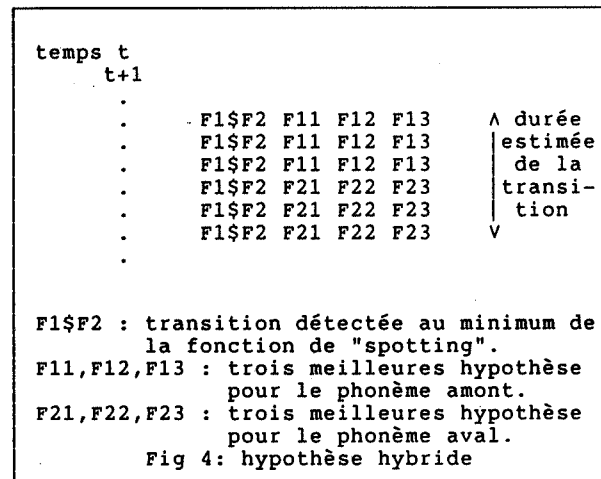 temps t
t+1
.
. F1$F2 F11 F12 F13 ^ durée
. F1$F2 F11 F12 F13 |estimée
. F1$F2 F11 F12 F13 | de la
. F1$F2 F21 F22 F23 |transi-
. F1$F2 F21 F22 F23 | tion
. F1$F2 F21 F22 F23 V
.
F1$F2 : transition détectée au minimum de
la fonction de "spotting".
F11,F12,F13 : trois meilleures hypothèse
pour le phonème amont.
F21,F22,F23 : trois meilleures hypothèse
pour le phonème aval.
Fig 4: hypothèse hybride